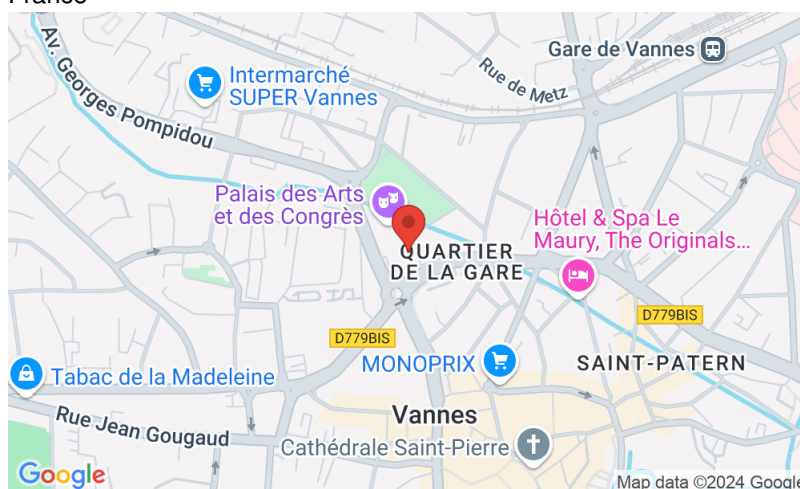 Av. Georges Pompidou
Intermarché
SUPER Vannes
Gare de Vannes
Rue de Metz
Palais des Arts
et des Congrès
QUARTIER
DE LA GARE
Hôtel & Spa Le
Maury, The Originals...
D779BIS
D779BIS
MONOPRIX
SAINT-PATERN
Tabac de la Madeleine
Rue Jean Gougaud
Vannes
Cathédrale Saint-Pierre
Google
Map data ©2024 Google